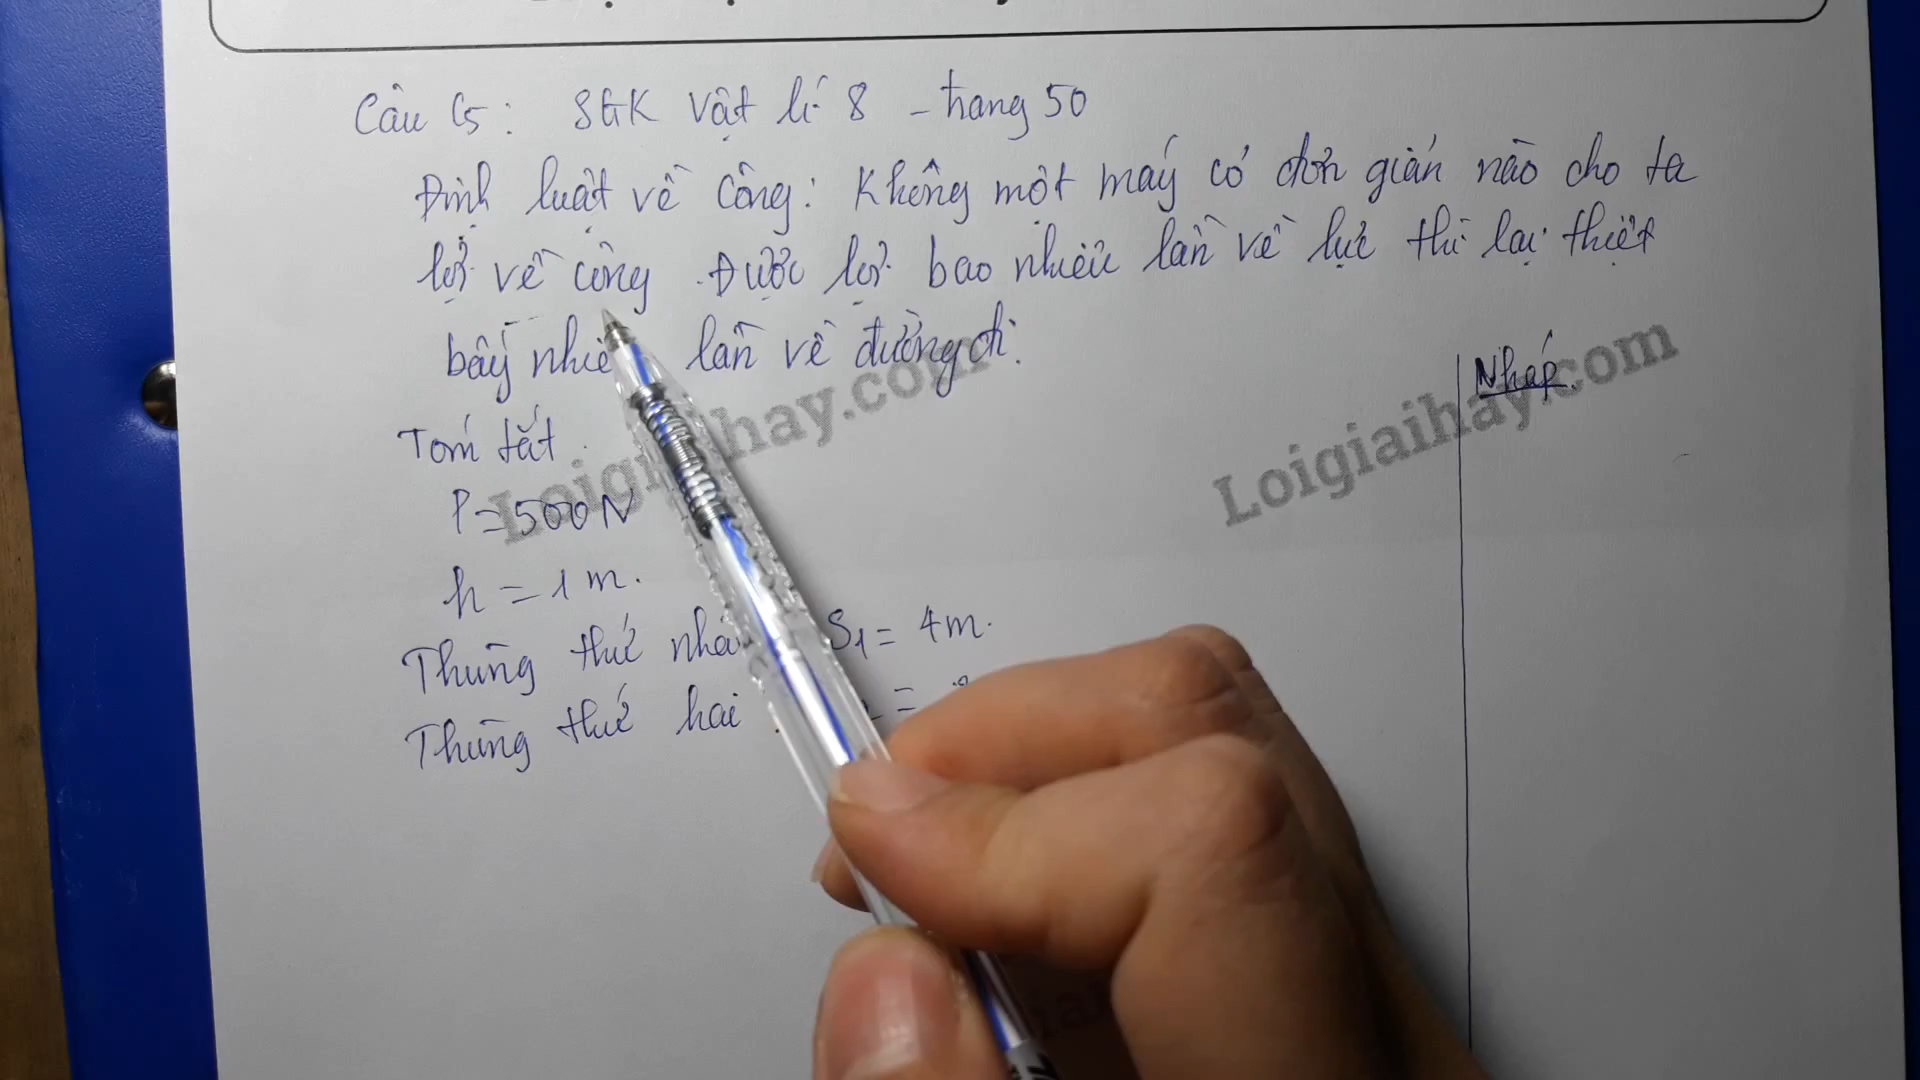 Câu C5: SGK Vật lí 8 - trang 50
Định luật về công: Không một máy cơ đơn giản nào cho ta
lợi về công. Được lợi bao nhiêu lần về lực thì lại thiệt
bấy lần về đường đi.
Nháp.
Tóm tắt
P = 500N
h = 1m.
Thùng thứ S1 = 4m.
Thùng thứ hai =
Loigiaihay.com
Loigiaihay.com